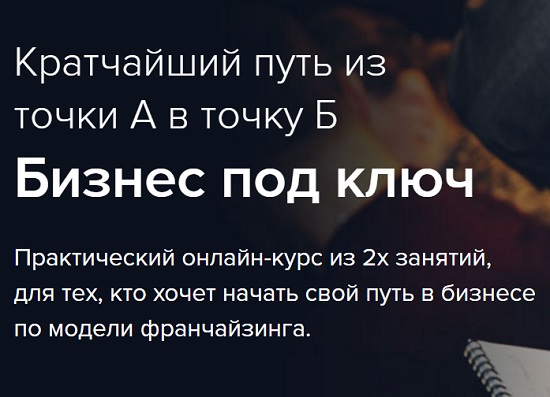 Кратчайший путь из
точки А в точку Б
Бизнес под ключ
Практический онлайн-курс из 2х занятий,
для тех, кто хочет начать свой путь в бизнесе
по модели франчайзинга.